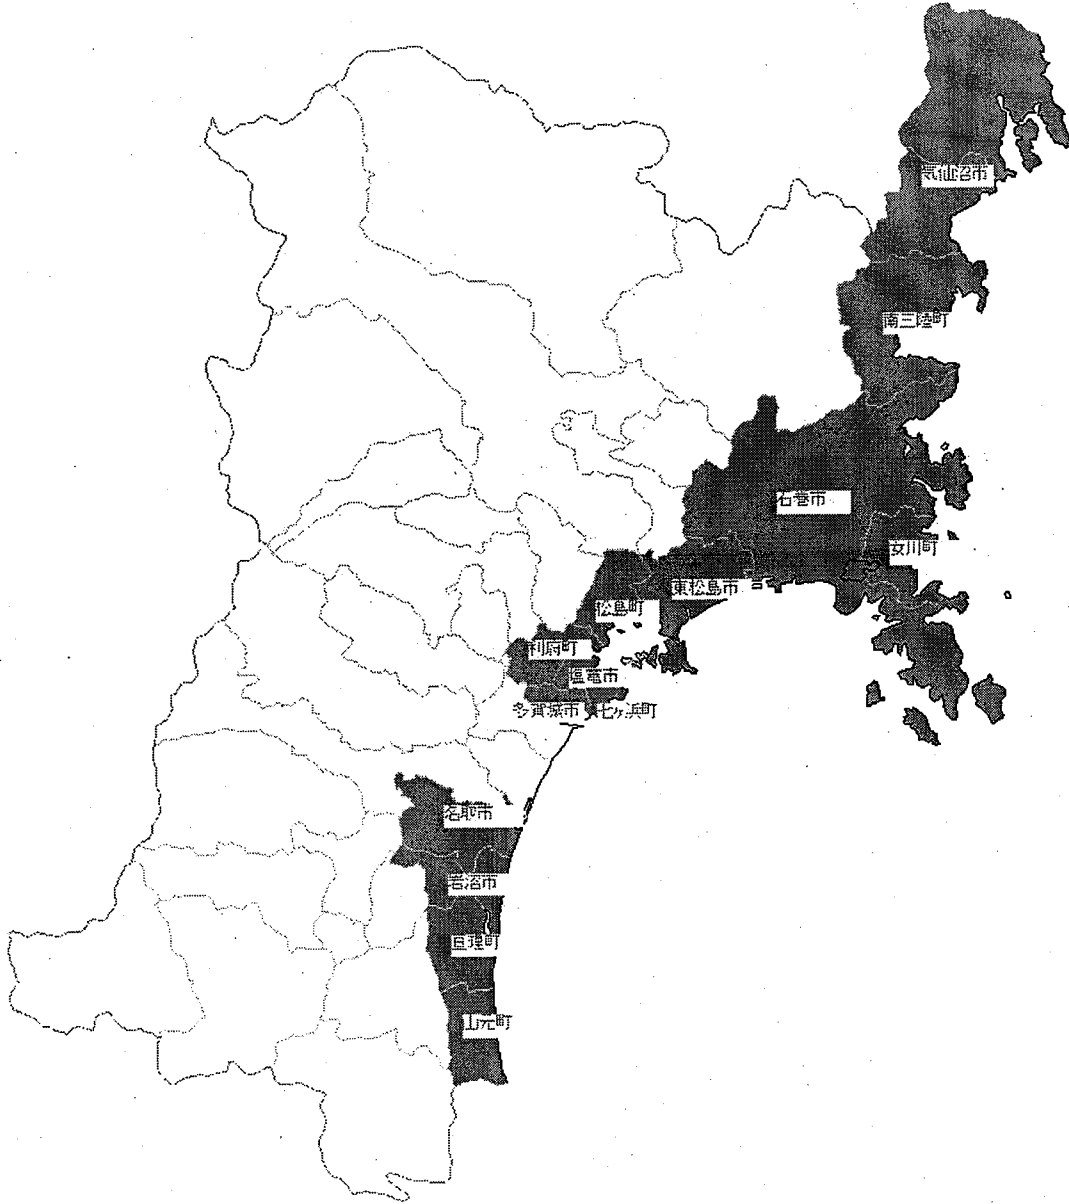 気仙沼市
南三陸町
石巻市
女川町
東松島市
松島町
利府町
塩竈市
多賀城市
七ヶ浜町
名取市
岩沼市
亘理町
山元町